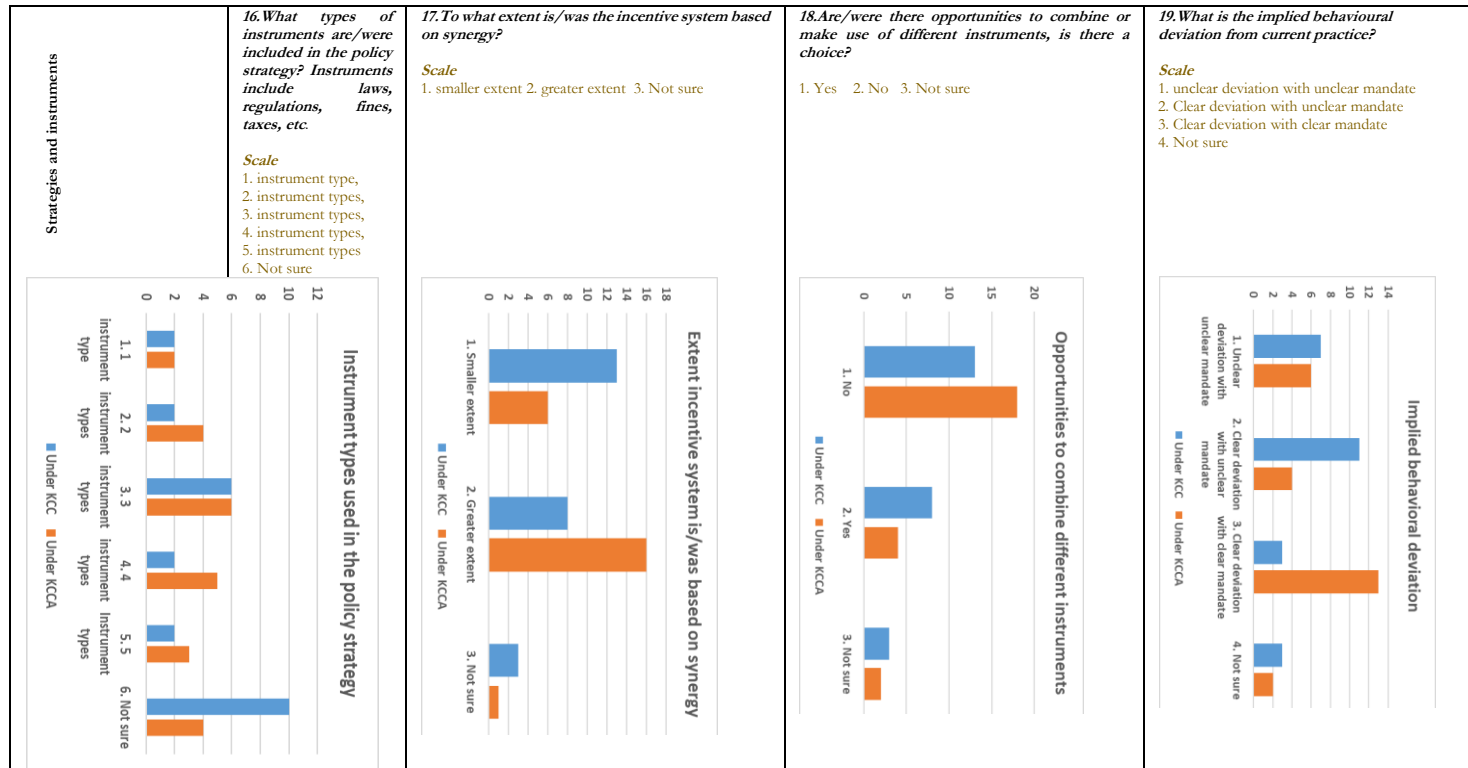 Strategies and instruments
16.What types of
instruments are/were
included in the policy
strategy? Instruments
include laws,
regulations, fines,
taxes, etc.
Scale
1. instrument type,
2. instrument types,
3. instrument types,
4. instrument types,
5. instrument types
6. Not sure
Instrument types used in the policy strategy
0 2 4 6 8 10 12
1. 1
instrument
type
2. 2
instrument
types
3. 3
instrument
types
4. 4
instrument
types
5. 5
Instrument
types
6. Not sure
Under KCC Under KCCA
17.To what extent is/was the incentive system based
on synergy?
Scale
1. smaller extent 2. greater extent 3. Not sure
Extent incentive system is/was based on synergy
0 2 4 6 8 10 12 14 16 18
1. Smaller extent
2. Greater extent
3. Not sure
Under KCC Under KCCA
18.Are/were there opportunities to combine or
make use of different instruments, is there a
choice?
1. Yes 2. No 3. Not sure
Opportunities to combine different instruments
0 5 10 15 20
1. No
2. Yes
3. Not sure
Under KCC Under KCCA
19.What is the implied behavioural
deviation from current practice?
Scale
1. unclear deviation with unclear mandate
2. Clear deviation with unclear mandate
3. Clear deviation with clear mandate
4. Not sure
Implied behavioral deviation
0 2 4 6 8 10 12 14
1. Unclear
deviation with
unclear mandate
2. Clear deviation
with unclear
mandate
3. Clear deviation
with clear mandate
4. Not sure
Under KCC Under KCCA